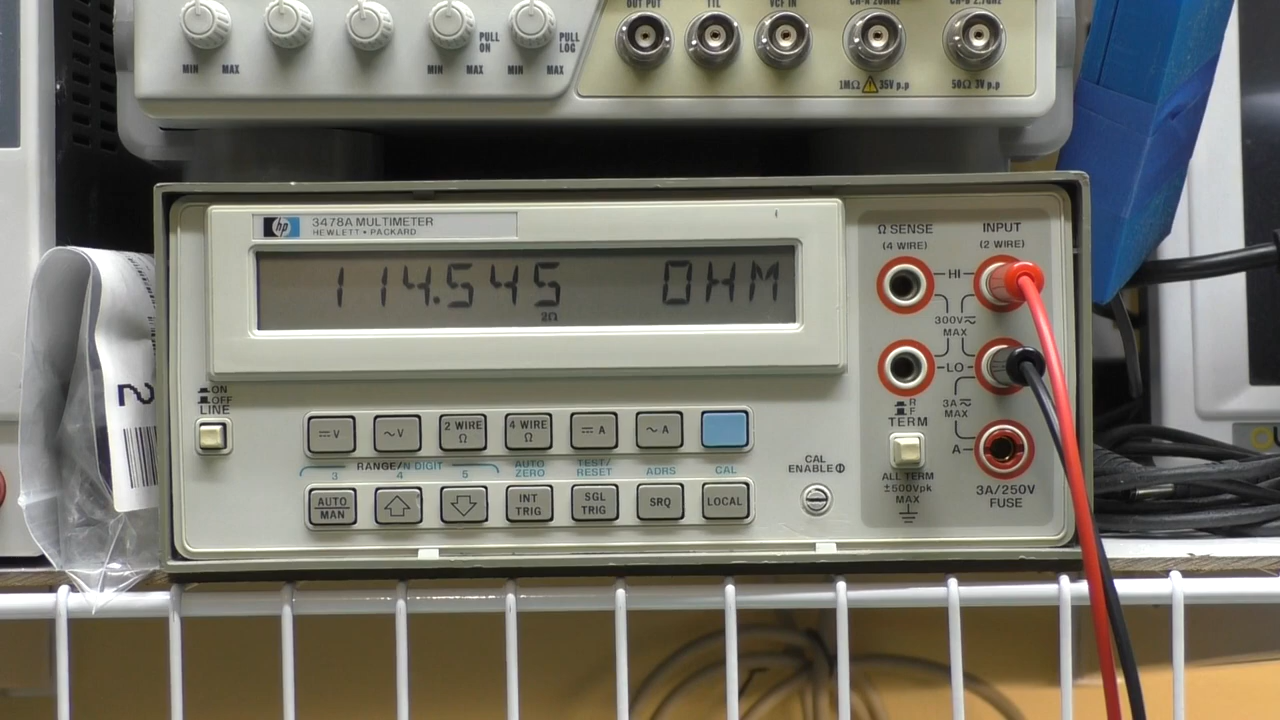 OUT PUT TTL VCF IN
MIN MAX
PULL ON
MIN MAX
PULL LOG
MIN MAX
1MΩ 35V p.p
50Ω 3V p.p
hp 3478A MULTIMETER
HEWLETT • PACKARD
114.545 OHM
2Ω
Ω SENSE
(4 WIRE)
INPUT
(2 WIRE)
HI
300V
MAX
LO
3A
MAX
A
R
F
TERM
ALL TERM
±500Vpk
MAX
3A/250V
FUSE
ON
OFF
LINE
V
~V
2 WIRE Ω
4 WIRE Ω
A
~A
RANGE/N DIGIT
3 4 5
AUTO ZERO
TEST/ RESET
ADRS
CAL
AUTO MAN
INT TRIG
SGL TRIG
SRQ
LOCAL
CAL
ENABLE
2